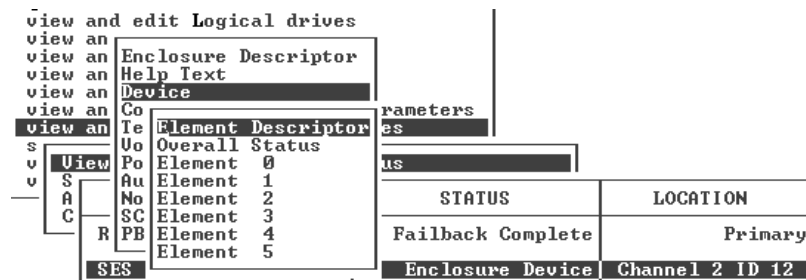 view and edit Logical drives
view an
view an Enclosure Descriptor
view an Help Text
view an Device
view an Co rameters
view an Te Element Descriptor es
s Vo Overall Status
v View Po Element 0 us
v S Au Element 1
A No Element 2 STATUS LOCATION
C SC Element 3
R PB Element 4 Failback Complete Primary
Element 5
SES Enclosure Device Channel 2 ID 12